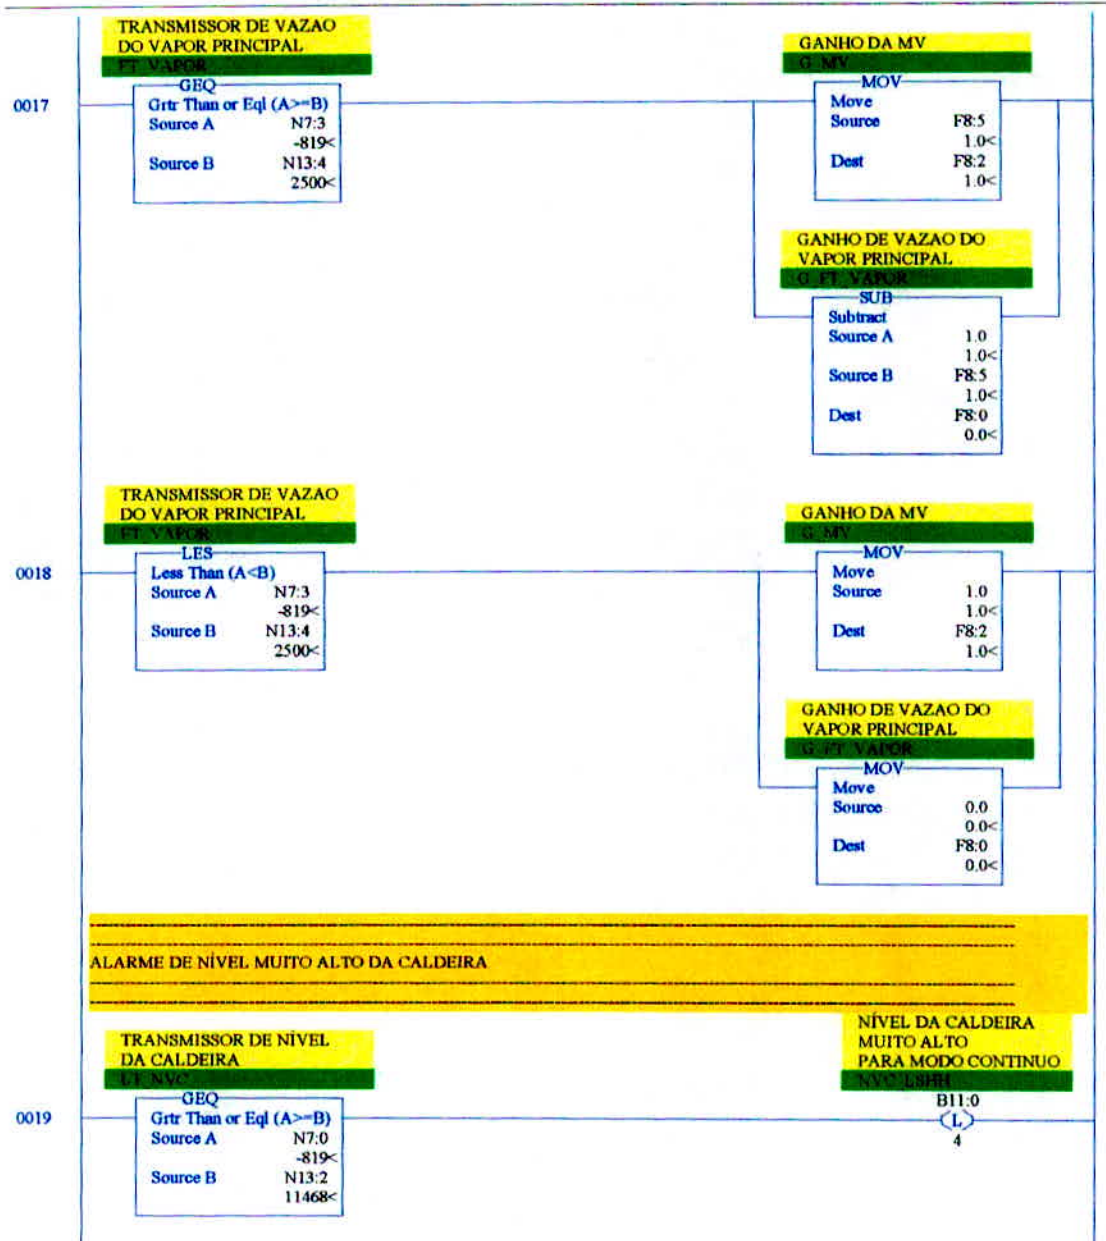 TRANSMISSOR DE VAZAO
DO VAPOR PRINCIPAL
FT_VAPOR
GEQ
0017
Grtr Than or Eql (A>=B)
Source A N7:3
-819<
Source B N13:4
2500<
GANHO DA MV
G_MV
MOV
Move
Source F8:5
1.0<
Dest F8:2
1.0<
GANHO DE VAZAO DO
VAPOR PRINCIPAL
G_FT_VAPOR
SUB
Subtract
Source A 1.0
1.0<
Source B F8:5
1.0<
Dest F8:0
0.0<
TRANSMISSOR DE VAZAO
DO VAPOR PRINCIPAL
FT_VAPOR
LES
0018
Less Than (A<B)
Source A N7:3
-819<
Source B N13:4
2500<
GANHO DA MV
G_MV
MOV
Move
Source 1.0
1.0<
Dest F8:2
1.0<
GANHO DE VAZAO DO
VAPOR PRINCIPAL
G_FT_VAPOR
MOV
Move
Source 0.0
0.0<
Dest F8:0
0.0<
ALARME DE NÍVEL MUITO ALTO DA CALDEIRA
TRANSMISSOR DE NÍVEL
DA CALDEIRA
LT_NVC
GEQ
0019
Grtr Than or Eql (A>=B)
Source A N7:0
-819<
Source B N13:2
11468<
NÍVEL DA CALDEIRA
MUITO ALTO
PARA MODO CONTINUO
NVC_LSHH
B11:0
L
4